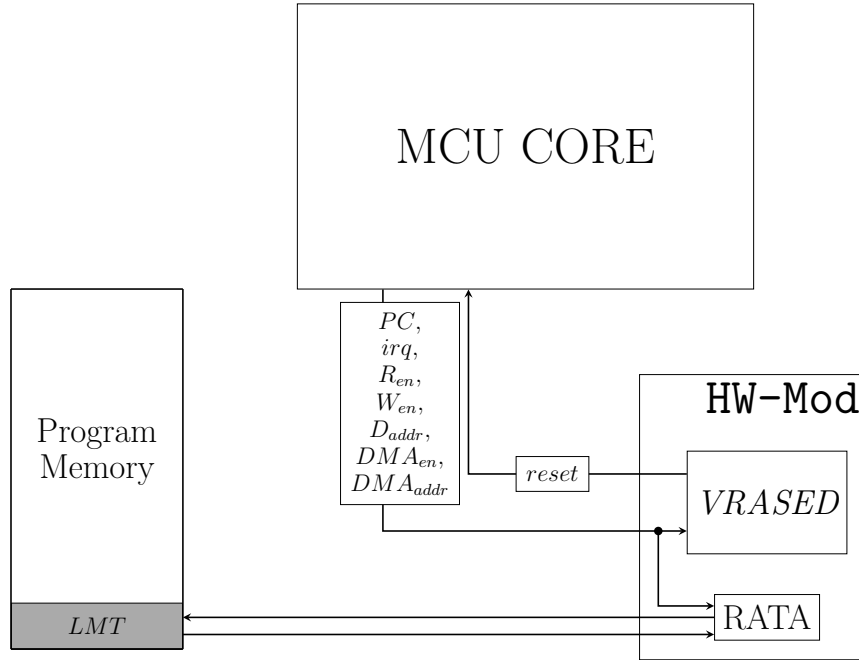 MCU CORE
PC,
irq,
R_en,
W_en,
D_addr,
DMA_en,
DMA_addr
Program
Memory
HW-Mod
reset
VRASED
LMT
RATA